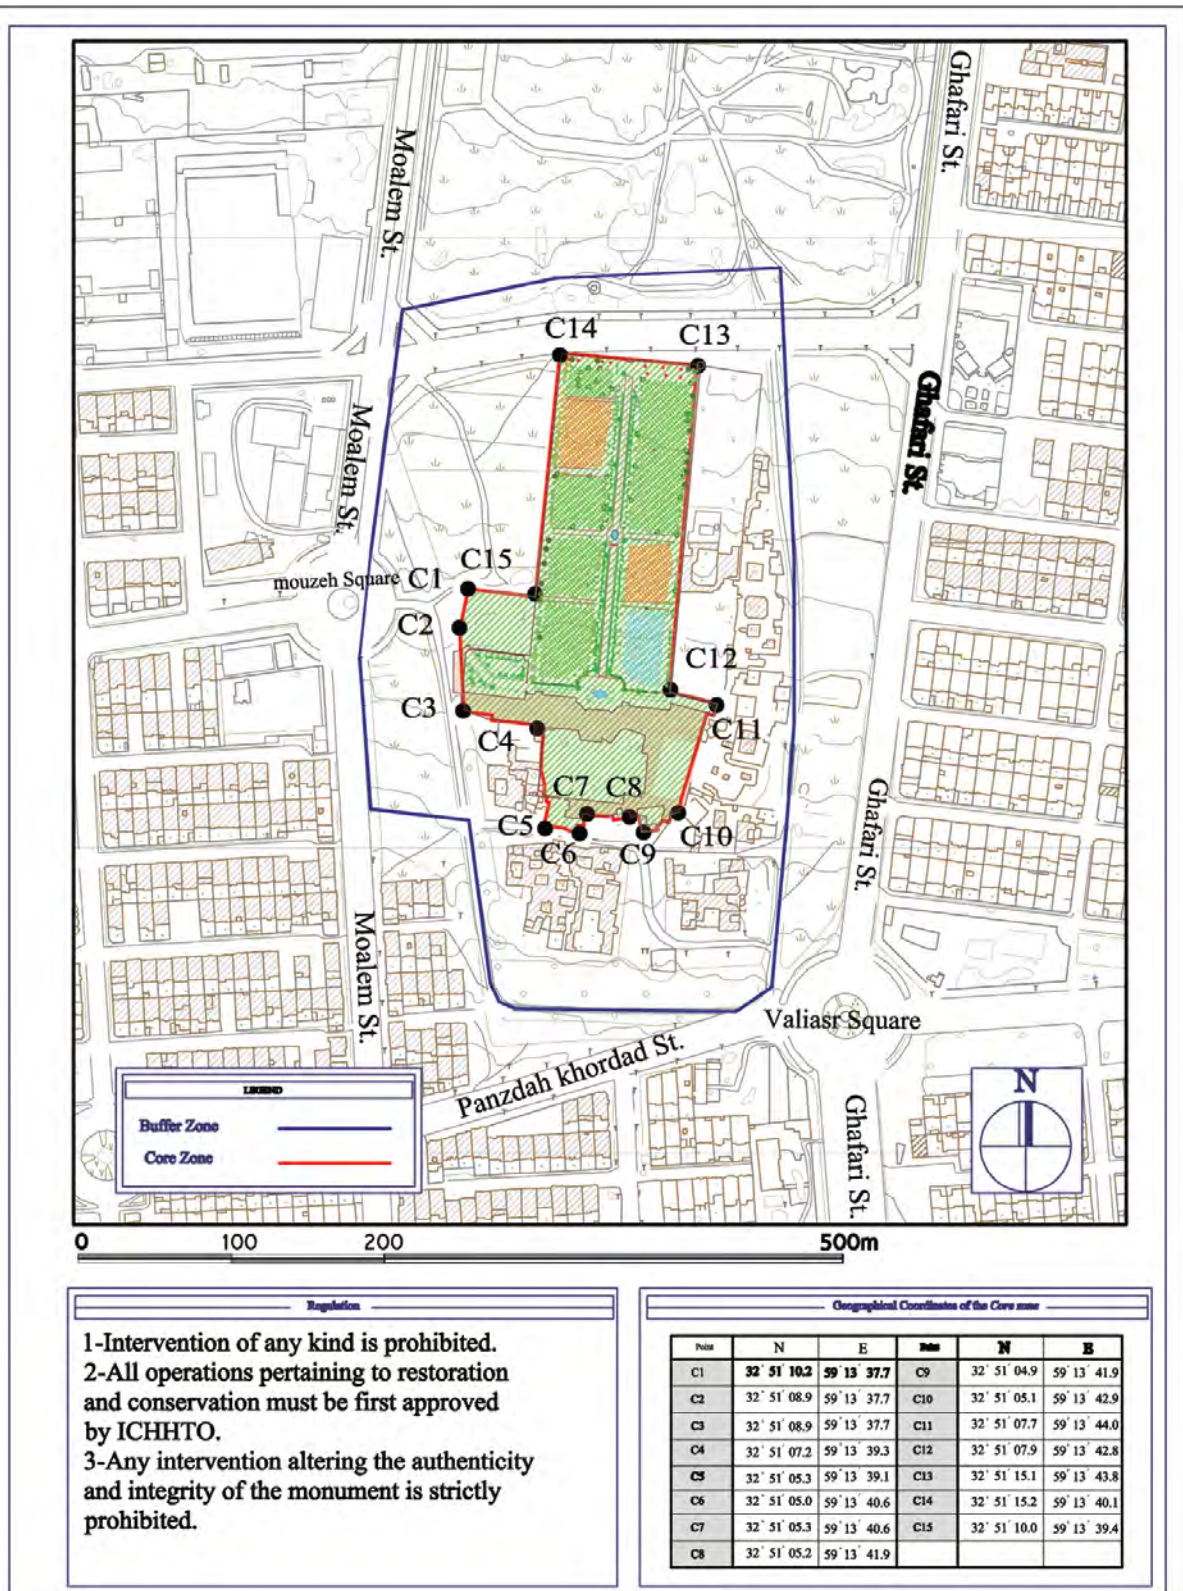 Moalem St.
Ghafari St.
Ghafari St.
C14
C13
Moalem St.
Ghafari St.
mouzeh Square
C1
C15
C2
C12
C3
C4
C11
C7
C8
C5
C6
C9
C10
Ghafari St.
Moalem St.
Valiasr Square
Panzdah khordad St.
Ghafari St.
LEGEND
Buffer Zone
Core Zone
N
0 100 200 500m
Regulation
1-Intervention of any kind is prohibited.
2-All operations pertaining to restoration
and conservation must be first approved
by ICHHTO.
3-Any intervention altering the authenticity
and integrity of the monument is strictly
prohibited.
Geographical Coordinates of the Core zone
Point N E Point N E
C1 32° 51′ 10.2 59° 13′ 37.7 C9 32° 51′ 04.9 59° 13′ 41.9
C2 32° 51′ 08.9 59° 13′ 37.7 C10 32° 51′ 05.1 59° 13′ 42.9
C3 32° 51′ 08.9 59° 13′ 37.7 C11 32° 51′ 07.7 59° 13′ 44.0
C4 32° 51′ 07.2 59° 13′ 39.3 C12 32° 51′ 07.9 59° 13′ 42.8
C5 32° 51′ 05.3 59° 13′ 39.1 C13 32° 51′ 15.1 59° 13′ 43.8
C6 32° 51′ 05.0 59° 13′ 40.6 C14 32° 51′ 15.2 59° 13′ 40.1
C7 32° 51′ 05.3 59° 13′ 40.6 C15 32° 51′ 10.0 59° 13′ 39.4
C8 32° 51′ 05.2 59° 13′ 41.9